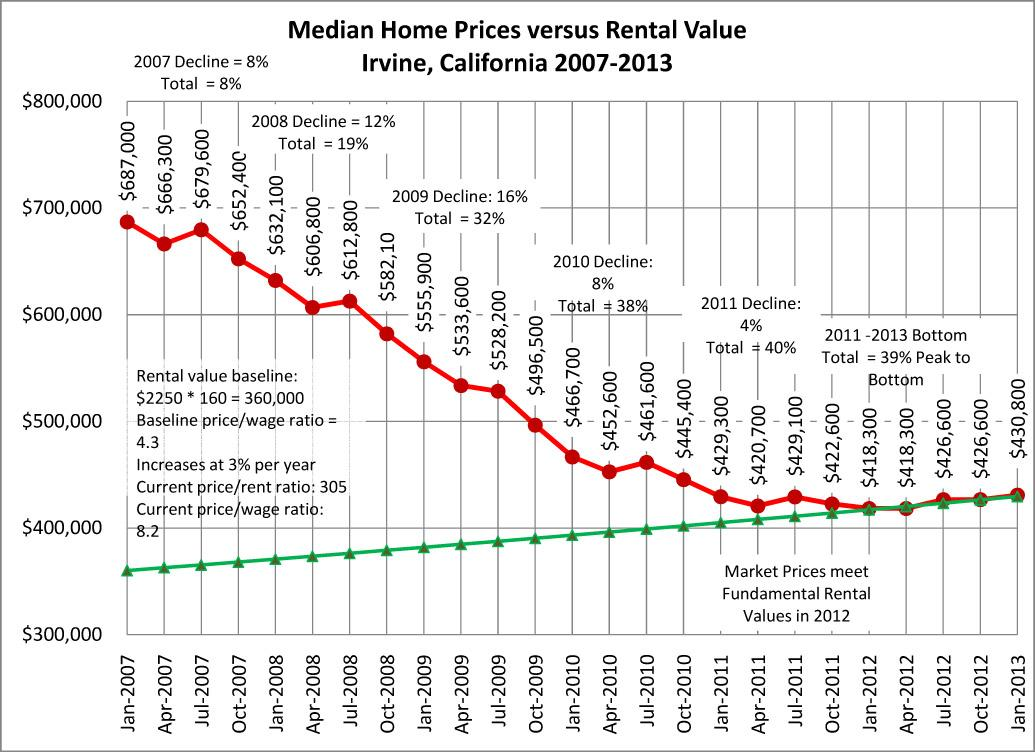 Median Home Prices versus Rental Value
Irvine, California 2007-2013
2007 Decline = 8%
Total = 8%
2008 Decline = 12%
Total = 19%
2009 Decline: 16%
Total = 32%
2010 Decline:
8%
Total = 38%
2011 Decline:
4%
Total = 40%
2011 -2013 Bottom
Total = 39% Peak to
Bottom
$800,000
$700,000
$600,000
$500,000
$400,000
$300,000
$687,000
$666,300
$679,600
$652,400
$632,100
$606,800
$612,800
$582,10
$555,900
$533,600
$528,200
$496,500
$466,700
$452,600
$461,600
$445,400
$429,300
$420,700
$429,100
$422,600
$418,300
$418,300
$426,600
$426,600
$430,800
Rental value baseline:
$2250 * 160 = 360,000
Baseline price/wage ratio =
4.3
Increases at 3% per year
Current price/rent ratio: 305
Current price/wage ratio:
8.2
Market Prices meet
Fundamental Rental
Values in 2012
Jan-2007
Apr-2007
Jul-2007
Oct-2007
Jan-2008
Apr-2008
Jul-2008
Oct-2008
Jan-2009
Apr-2009
Jul-2009
Oct-2009
Jan-2010
Apr-2010
Jul-2010
Oct-2010
Jan-2011
Apr-2011
Jul-2011
Oct-2011
Jan-2012
Apr-2012
Jul-2012
Oct-2012
Jan-2013